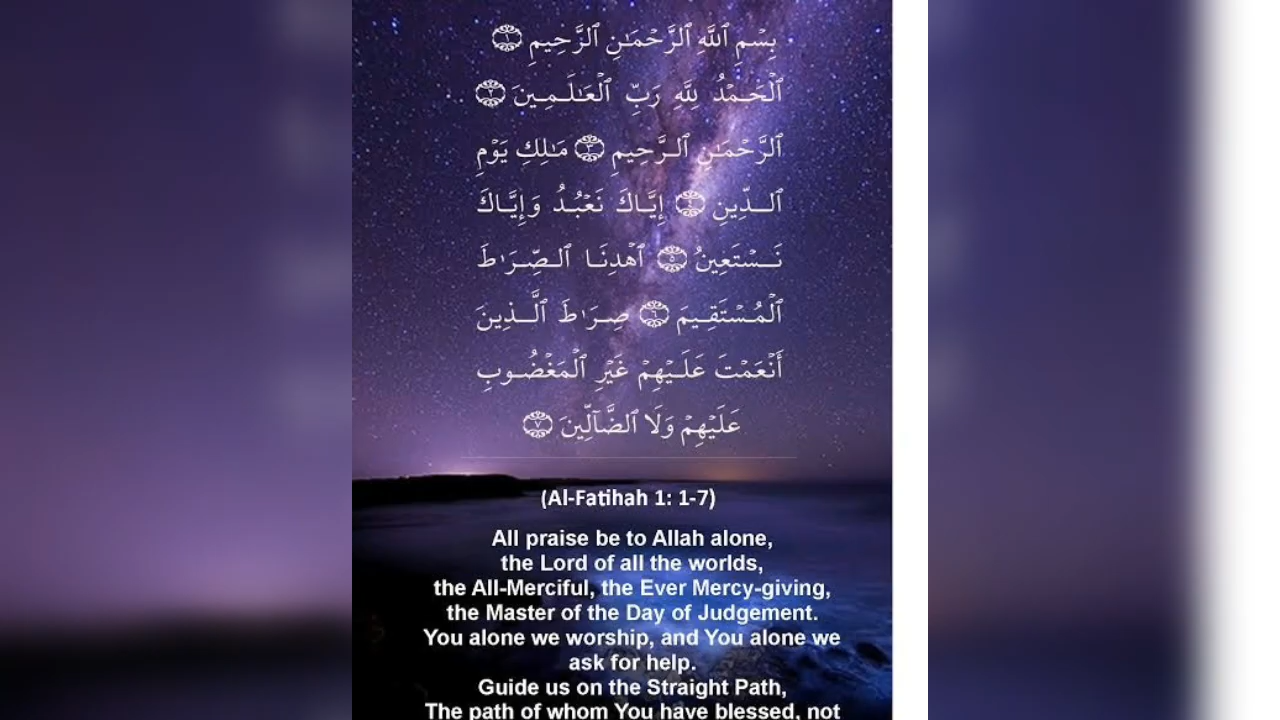 بِسْمِ ٱللَّهِ ٱلرَّحْمَـٰنِ ٱلرَّحِيمِ ١
ٱلْحَمْدُ لِلَّهِ رَبِّ ٱلْعَـٰلَمِينَ ٢
ٱلرَّحْمَـٰنِ ٱلرَّحِيمِ ٣ مَـٰلِكِ يَوْمِ
ٱلدِّينِ ٤ إِيَّاكَ نَعْبُدُ وَإِيَّاكَ
نَسْتَعِينُ ٥ ٱهْدِنَا ٱلصِّرَٰطَ
ٱلْمُسْتَقِيمَ ٦ صِرَٰطَ ٱلَّذِينَ
أَنْعَمْتَ عَلَيْهِمْ غَيْرِ ٱلْمَغْضُوبِ
عَلَيْهِمْ وَلَا ٱلضَّآلِّينَ ٧
(Al-Fatihah 1: 1-7)
All praise be to Allah alone,
the Lord of all the worlds,
the All-Merciful, the Ever Mercy-giving,
the Master of the Day of Judgement.
You alone we worship, and You alone we
ask for help.
Guide us on the Straight Path,
The path of whom You have blessed, not